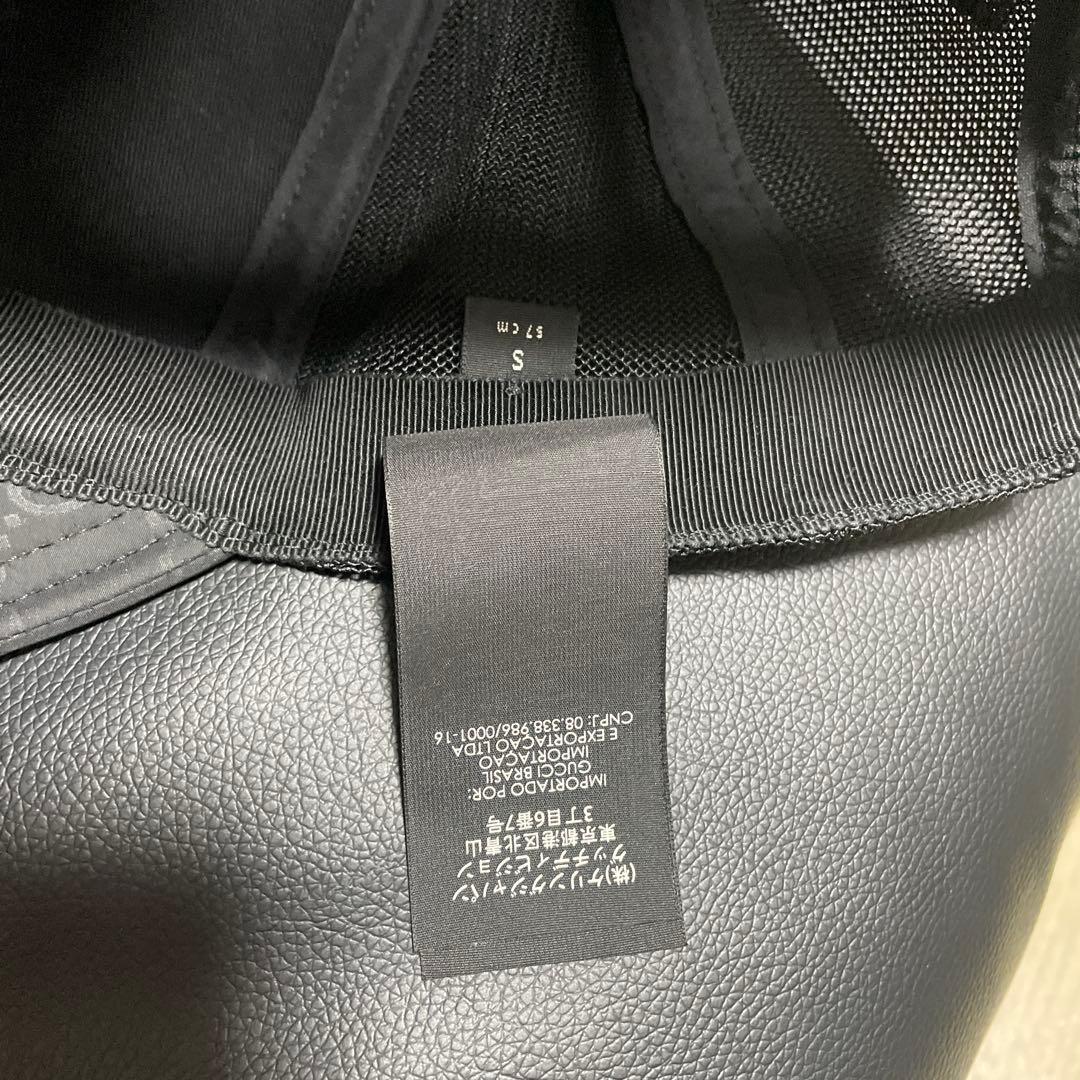 (株)ケリングジャパン
グッチディビジョン
東京都港区北青山
3丁目6番7号
IMPORTADO POR:
GUCCI BRASIL
IMPORTACAO
E EXPORTACAO LTDA
CNPJ: 08.338.986/0001-16
S
57 cm